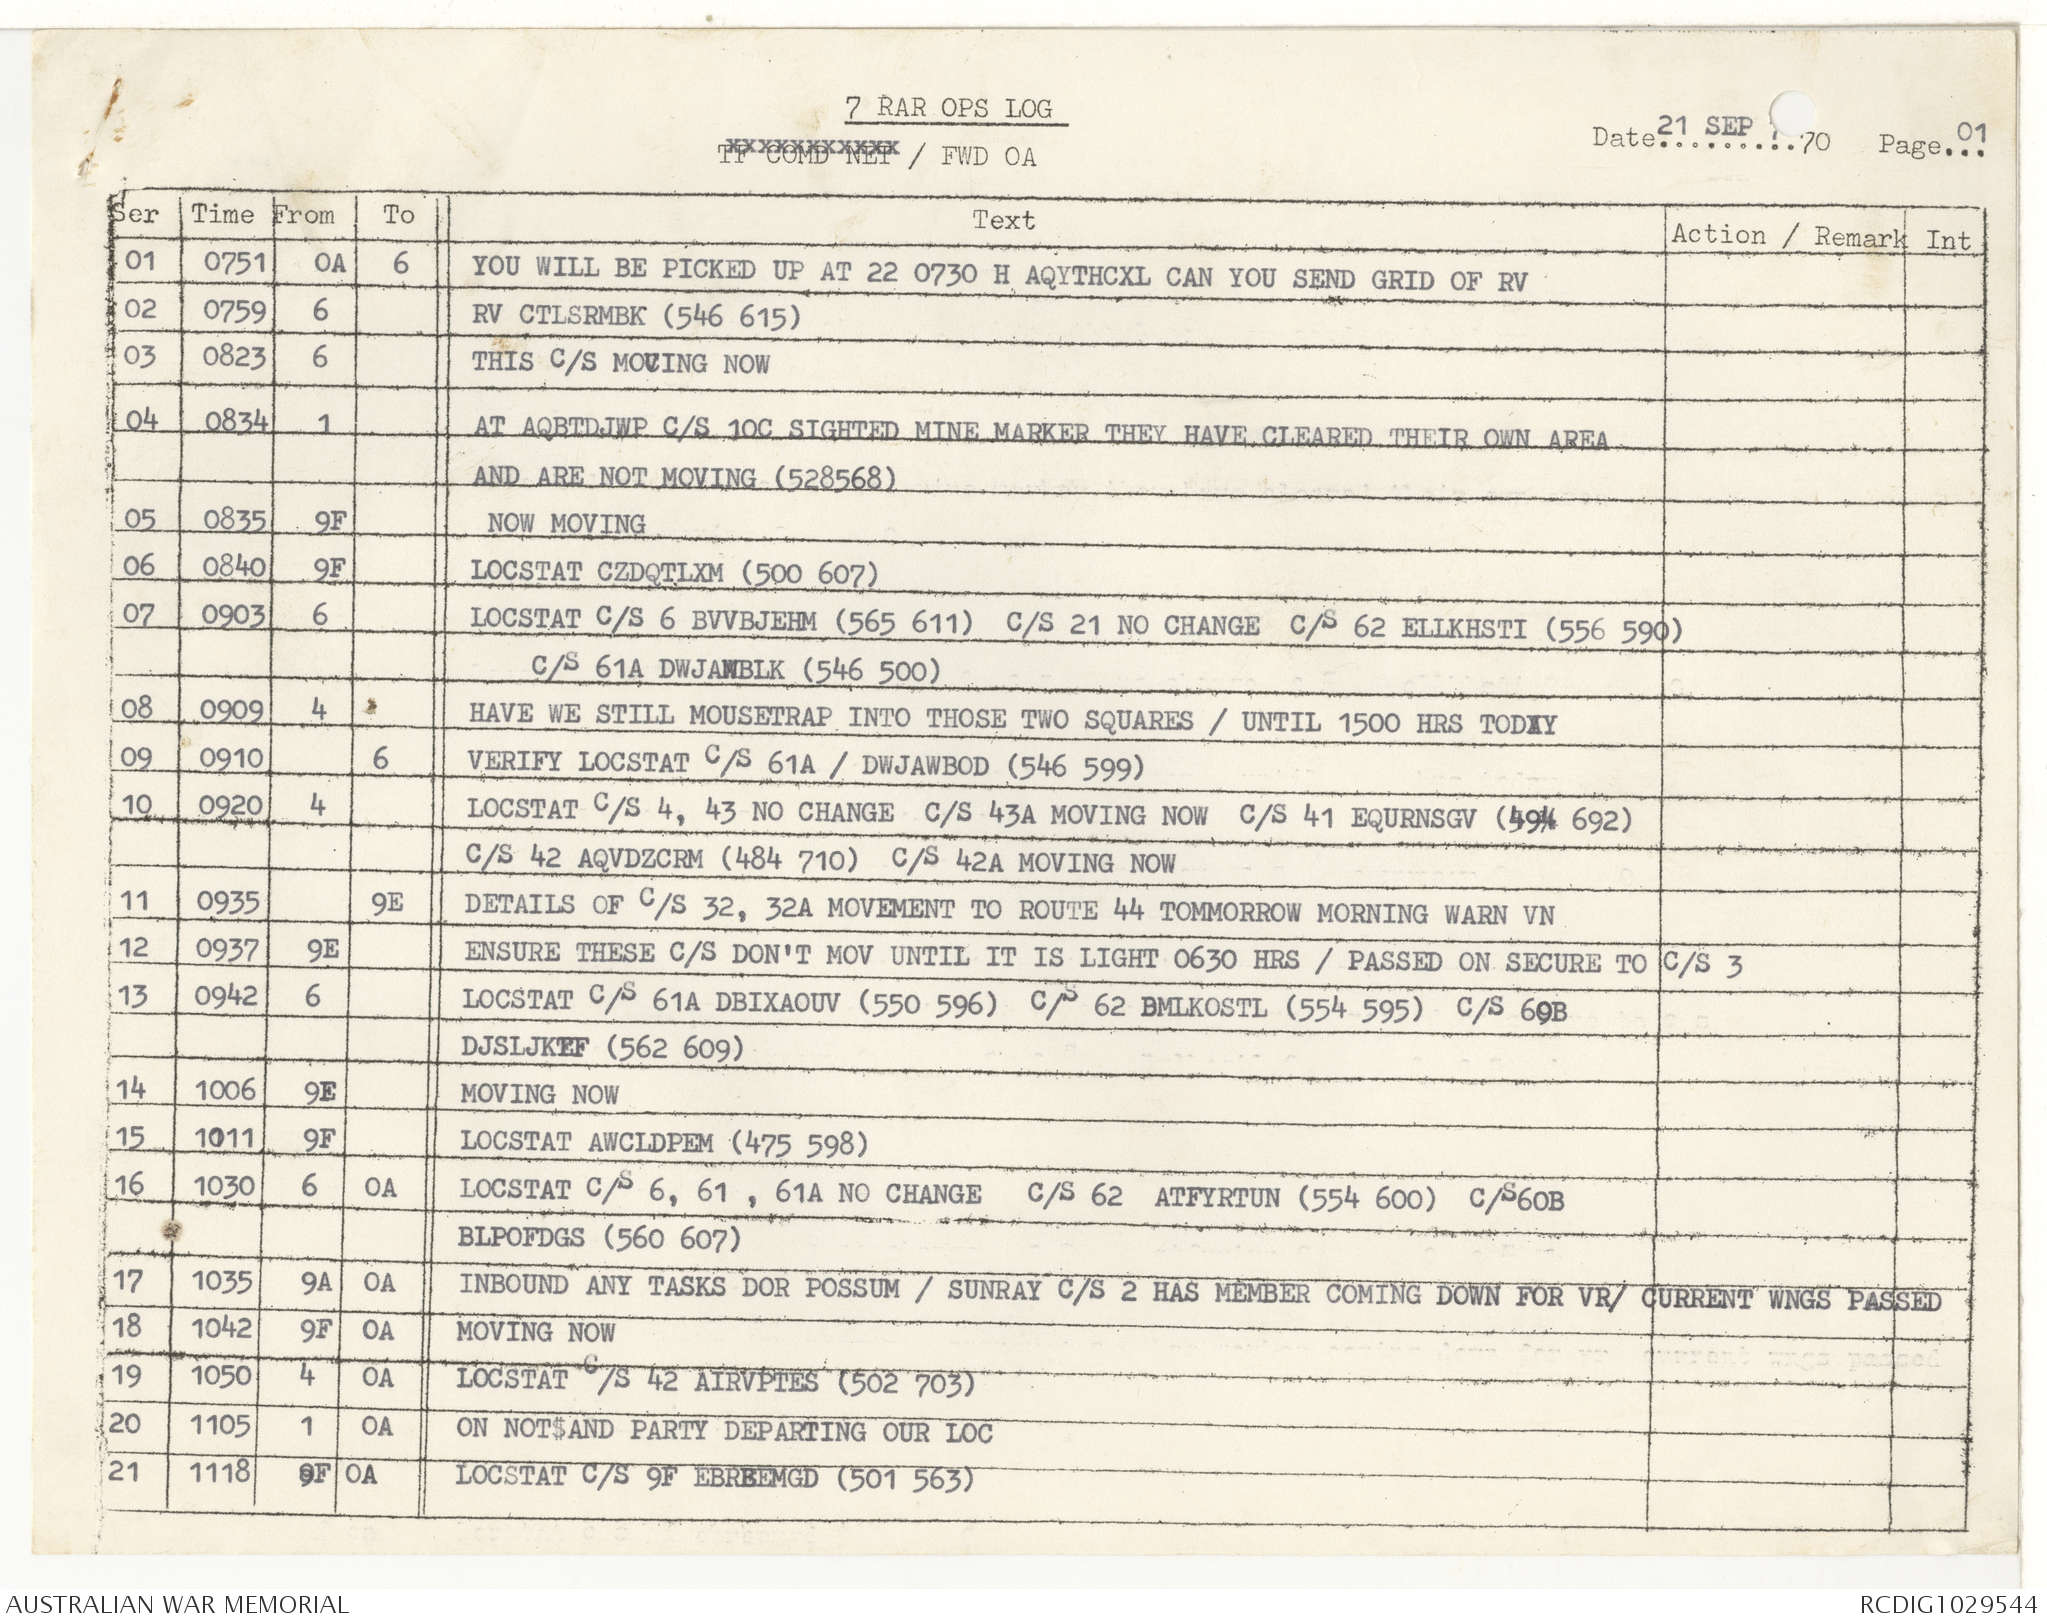 7 RAR OPS LOG
TF COMD NET / FWD OA
Date 21 SEP 70 Page 01
Ser Time From To Text Action / Remark Int
01 0751 OA 6 YOU WILL BE PICKED UP AT 22 0730 H AQYTHCXL CAN YOU SEND GRID OF RV
02 0759 6 RV CTLSRMBK (546 615)
03 0823 6 THIS C/S MOVING NOW
04 0834 1 AT AQBTDJWP C/S 10C SIGHTED MINE MARKER THEY HAVE CLEARED THEIR OWN AREA
AND ARE NOT MOVING (528568)
05 0835 9F NOW MOVING
06 0840 9F LOCSTAT CZDQTLXM (500 607)
07 0903 6 LOCSTAT C/S 6 BVVBJEHM (565 611) C/S 21 NO CHANGE C/S 62 ELLKHSTI (556 590)
C/S 61A DWJAWBLK (546 500)
08 0909 4 HAVE WE STILL MOUSETRAP INTO THOSE TWO SQUARES / UNTIL 1500 HRS TODAY
09 0910 6 VERIFY LOCSTAT C/S 61A / DWJAWBOD (546 599)
10 0920 4 LOCSTAT C/S 4, 43 NO CHANGE C/S 43A MOVING NOW C/S 41 EQURNSGV (494 692)
C/S 42 AQVDZCRM (484 710) C/S 42A MOVING NOW
11 0935 9E DETAILS OF C/S 32, 32A MOVEMENT TO ROUTE 44 TOMMORROW MORNING WARN VN
12 0937 9E ENSURE THESE C/S DON'T MOV UNTIL IT IS LIGHT 0630 HRS / PASSED ON SECURE TO C/S 3
13 0942 6 LOCSTAT C/S 61A DBIXAOUV (550 596) C/S 62 BMLKOSTL (554 595) C/S 60B
DJSLJKEF (562 609)
14 1006 9E MOVING NOW
15 1011 9F LOCSTAT AWCLDPEM (475 598)
16 1030 6 OA LOCSTAT C/S 6, 61 , 61A NO CHANGE C/S 62 ATFYRTUN (554 600) C/S60B
BLPOFDGS (560 607)
17 1035 9A OA INBOUND ANY TASKS DOR POSSUM / SUNRAY C/S 2 HAS MEMBER COMING DOWN FOR VR/ CURRENT WNGS PASSED
18 1042 9F OA MOVING NOW
19 1050 4 OA LOCSTAT C/S 42 AIRVPTES (502 703)
20 1105 1 OA ON NOT$AND PARTY DEPARTING OUR LOC
21 1118 9F OA LOCSTAT C/S 9F EBRBEMGD (501 563)
AUSTRALIAN WAR MEMORIAL RCDIG1029544